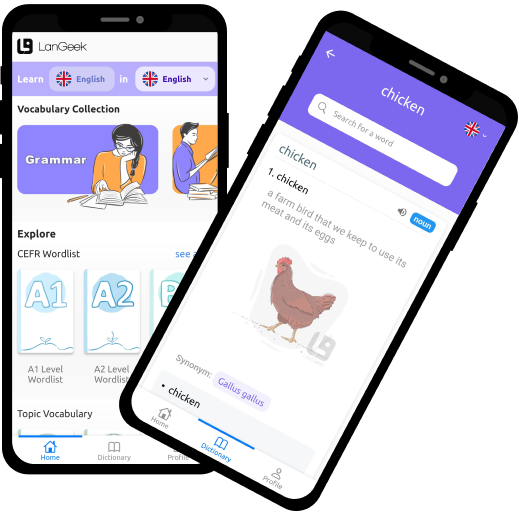 LanGeek
Learn English in English
Vocabulary Collection
Grammar
Explore
CEFR Wordlist see a
A1 A2
A1 Level
Wordlist
A2 Level
Wordlist
Topic Vocabulary
Home Dictionary Profile
chicken
Search for a word
chicken
1. chicken
noun
a farm bird that we keep to use its
meat and its eggs
Synonym: Gallus gallus
• chicken
Home Dictionary Profile